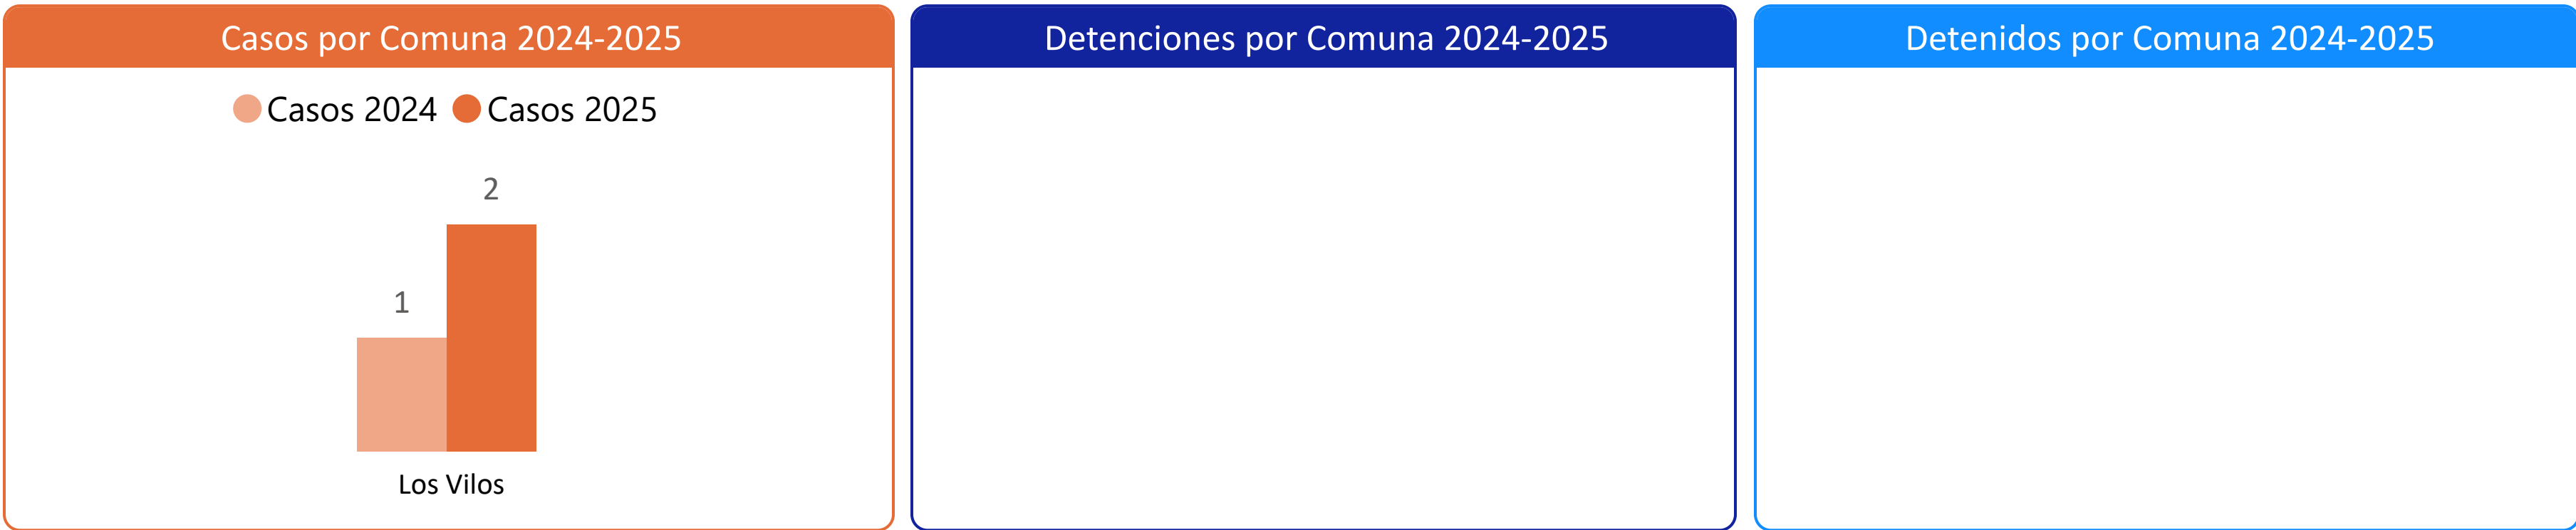 Casos por Comuna 2024-2025
Casos 2024 Casos 2025
2
1
Los Vilos
Detenciones por Comuna 2024-2025
Detenidos por Comuna 2024-2025